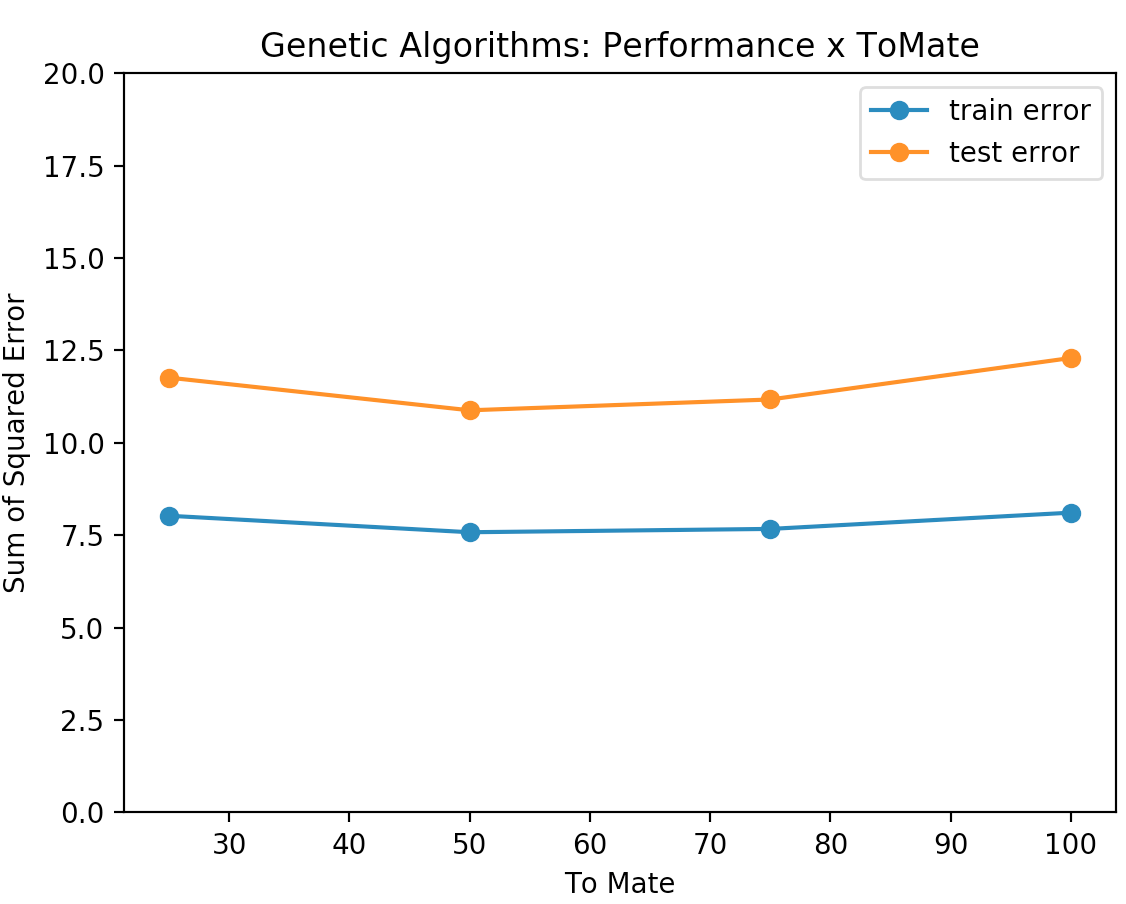 Genetic Algorithms: Performance x ToMate
train error
test error
Sum of Squared Error
20.0
17.5
15.0
12.5
10.0
7.5
5.0
2.5
0.0
30 40 50 60 70 80 90 100
To Mate